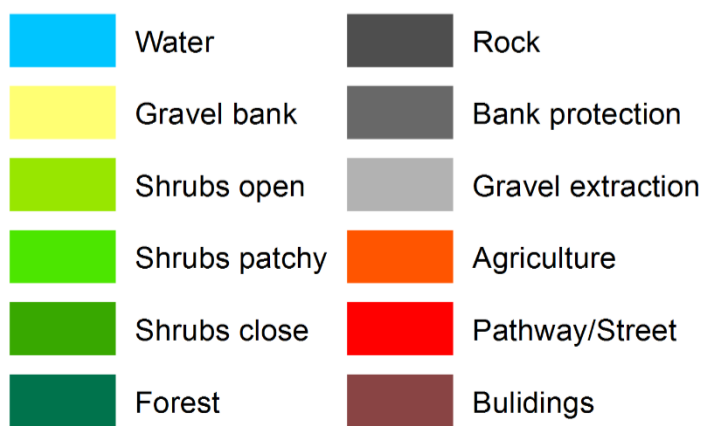 Water
Gravel bank
Shrubs open
Shrubs patchy
Shrubs close
Forest
Rock
Bank protection
Gravel extraction
Agriculture
Pathway/Street
Bulidings